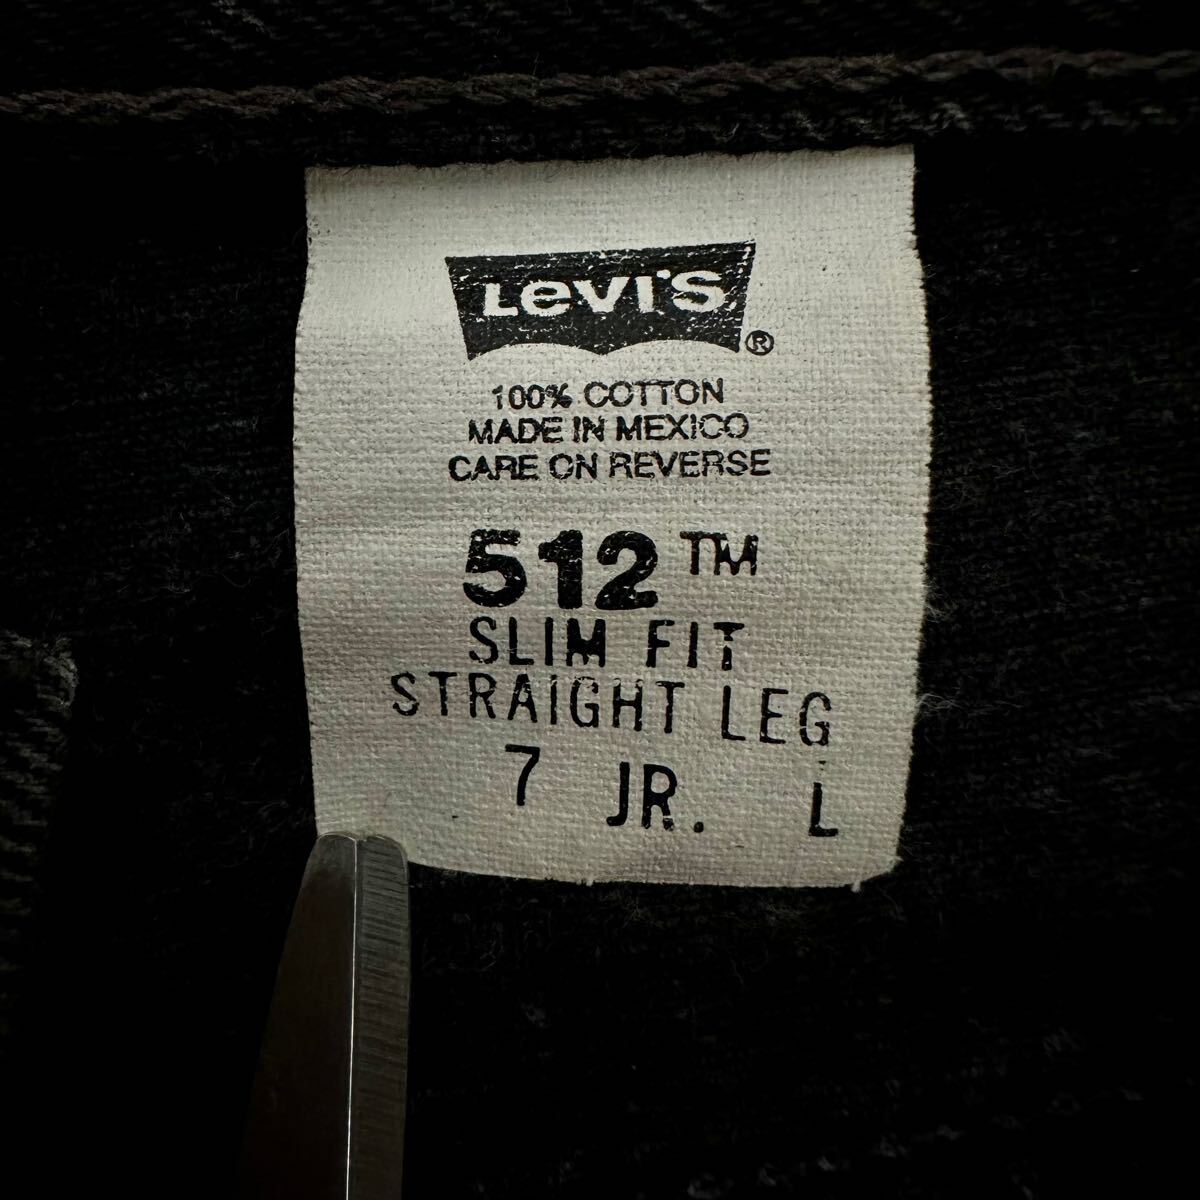 Levi's ®
100% COTTON
MADE IN MEXICO
CARE ON REVERSE
512™
SLIM FIT
STRAIGHT LEG
7 JR. L